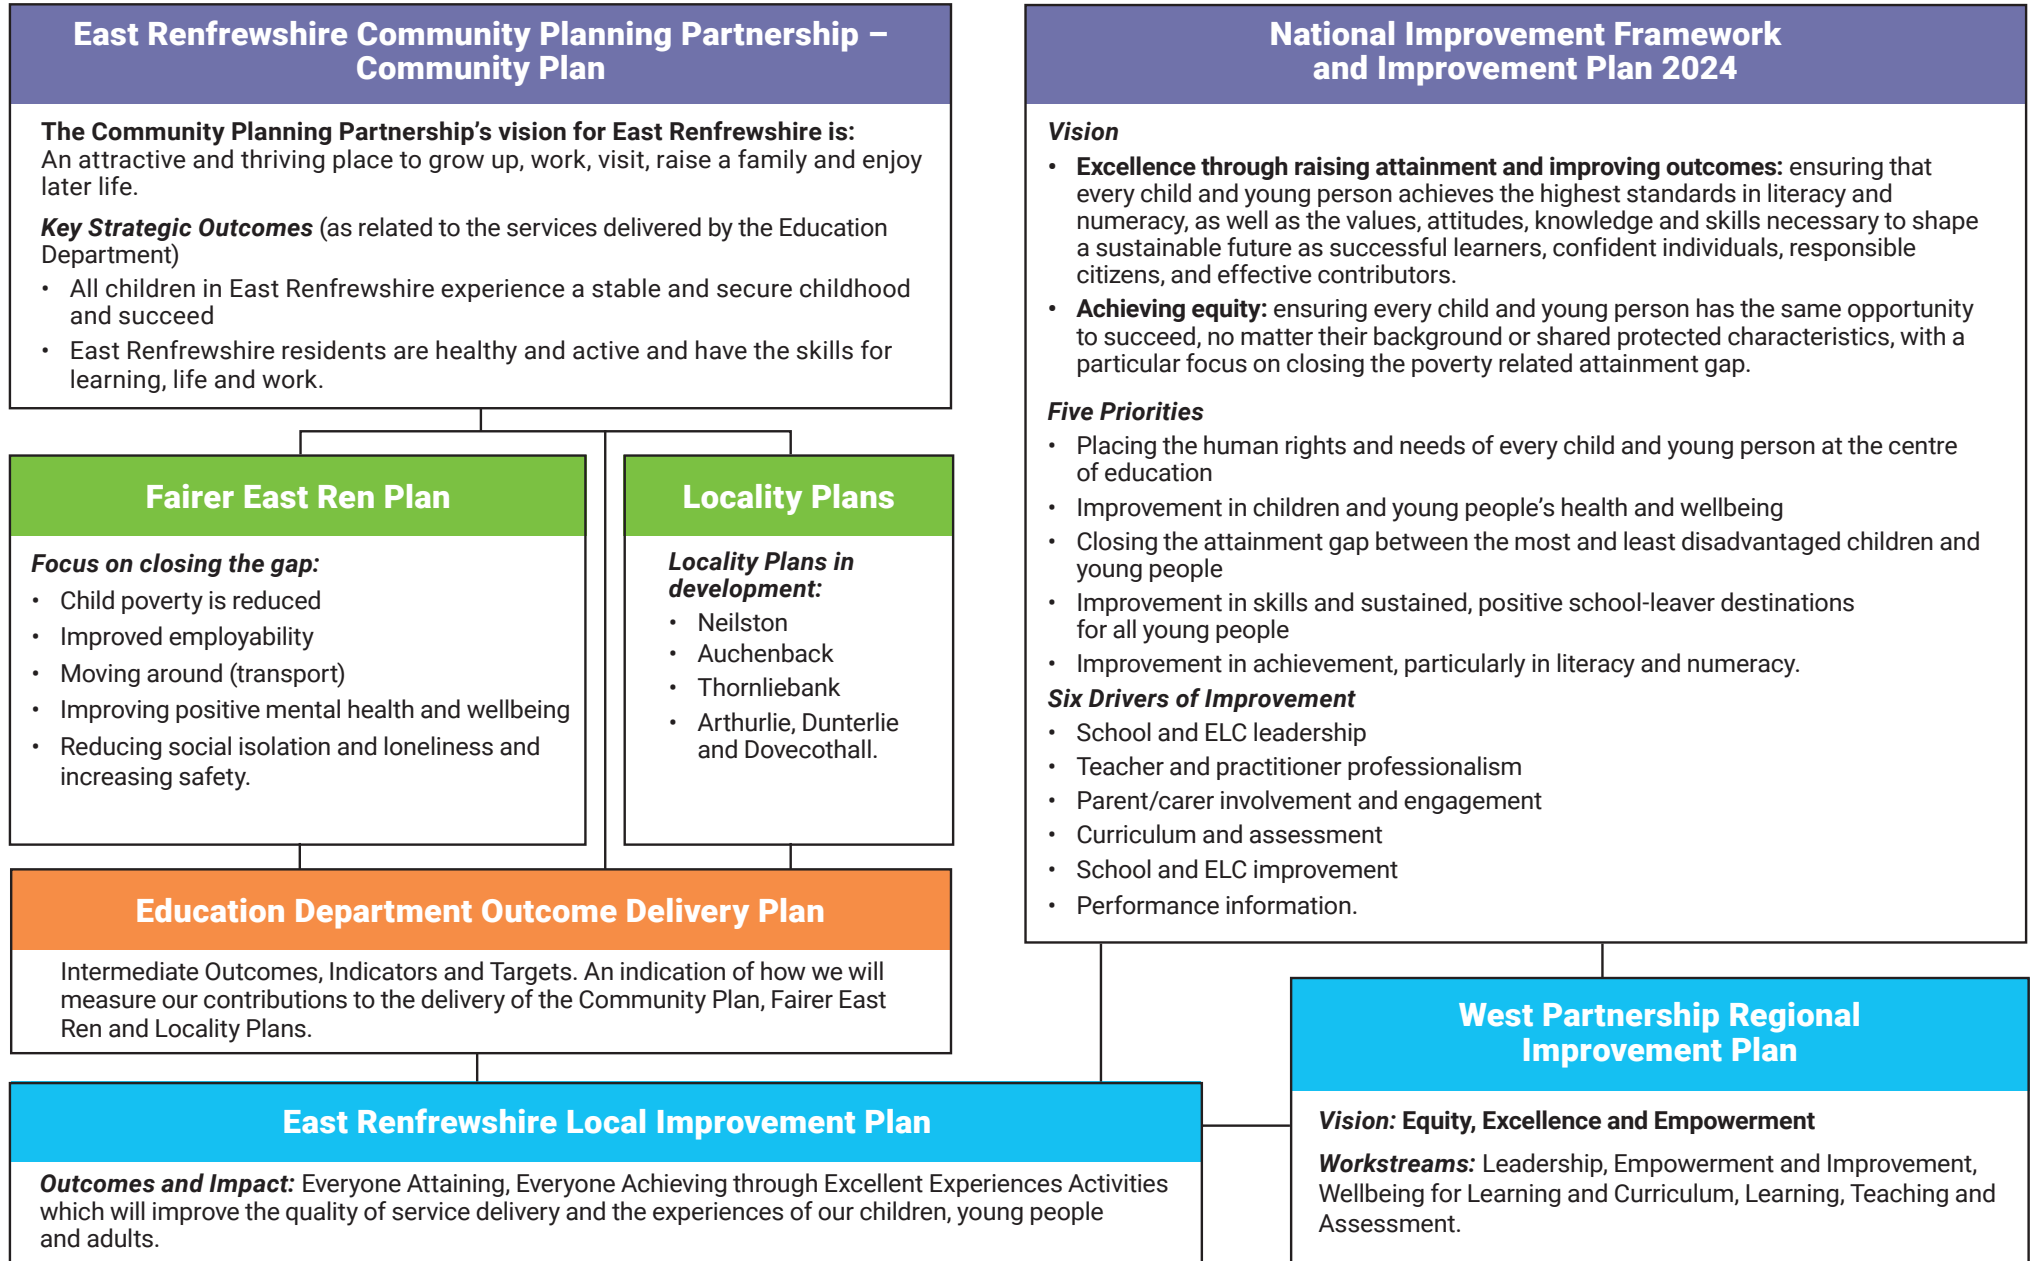 East Renfrewshire Community Planning Partnership –
Community Plan
The Community Planning Partnership’s vision for East Renfrewshire is:
An attractive and thriving place to grow up, work, visit, raise a family and enjoy
later life.
Key Strategic Outcomes (as related to the services delivered by the Education
Department)
• All children in East Renfrewshire experience a stable and secure childhood
and succeed
• East Renfrewshire residents are healthy and active and have the skills for
learning, life and work.
Fairer East Ren Plan
Focus on closing the gap:
• Child poverty is reduced
• Improved employability
• Moving around (transport)
• Improving positive mental health and wellbeing
• Reducing social isolation and loneliness and
increasing safety.
Locality Plans
Locality Plans in
development:
• Neilston
• Auchenback
• Thornliebank
• Arthurlie, Dunterlie
and Dovecothall.
Education Department Outcome Delivery Plan
Intermediate Outcomes, Indicators and Targets. An indication of how we will
measure our contributions to the delivery of the Community Plan, Fairer East
Ren and Locality Plans.
East Renfrewshire Local Improvement Plan
Outcomes and Impact: Everyone Attaining, Everyone Achieving through Excellent Experiences Activities
which will improve the quality of service delivery and the experiences of our children, young people
and adults.
National Improvement Framework
and Improvement Plan 2024
Vision
• Excellence through raising attainment and improving outcomes: ensuring that
every child and young person achieves the highest standards in literacy and
numeracy, as well as the values, attitudes, knowledge and skills necessary to shape
a sustainable future as successful learners, confident individuals, responsible
citizens, and effective contributors.
• Achieving equity: ensuring every child and young person has the same opportunity
to succeed, no matter their background or shared protected characteristics, with a
particular focus on closing the poverty related attainment gap.
Five Priorities
• Placing the human rights and needs of every child and young person at the centre
of education
• Improvement in children and young people’s health and wellbeing
• Closing the attainment gap between the most and least disadvantaged children and
young people
• Improvement in skills and sustained, positive school-leaver destinations
for all young people
• Improvement in achievement, particularly in literacy and numeracy.
Six Drivers of Improvement
• School and ELC leadership
• Teacher and practitioner professionalism
• Parent/carer involvement and engagement
• Curriculum and assessment
• School and ELC improvement
• Performance information.
West Partnership Regional
Improvement Plan
Vision: Equity, Excellence and Empowerment
Workstreams: Leadership, Empowerment and Improvement,
Wellbeing for Learning and Curriculum, Learning, Teaching and
Assessment.